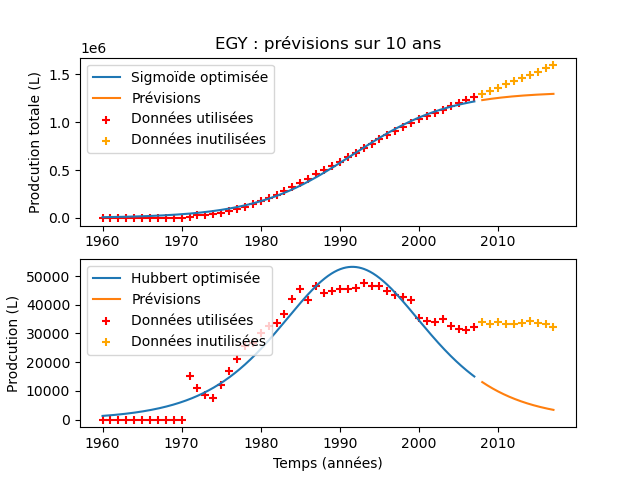 EGY : prévisions sur 10 ans
1e6
Prodcution totale (L)
1.5
1.0
0.5
0.0
Sigmoïde optimisée
Prévisions
Données utilisées
Données inutilisées
1960 1970 1980 1990 2000 2010
Prodcution (L)
50000
40000
30000
20000
10000
0
Hubbert optimisée
Prévisions
Données utilisées
Données inutilisées
1960 1970 1980 1990 2000 2010
Temps (années)